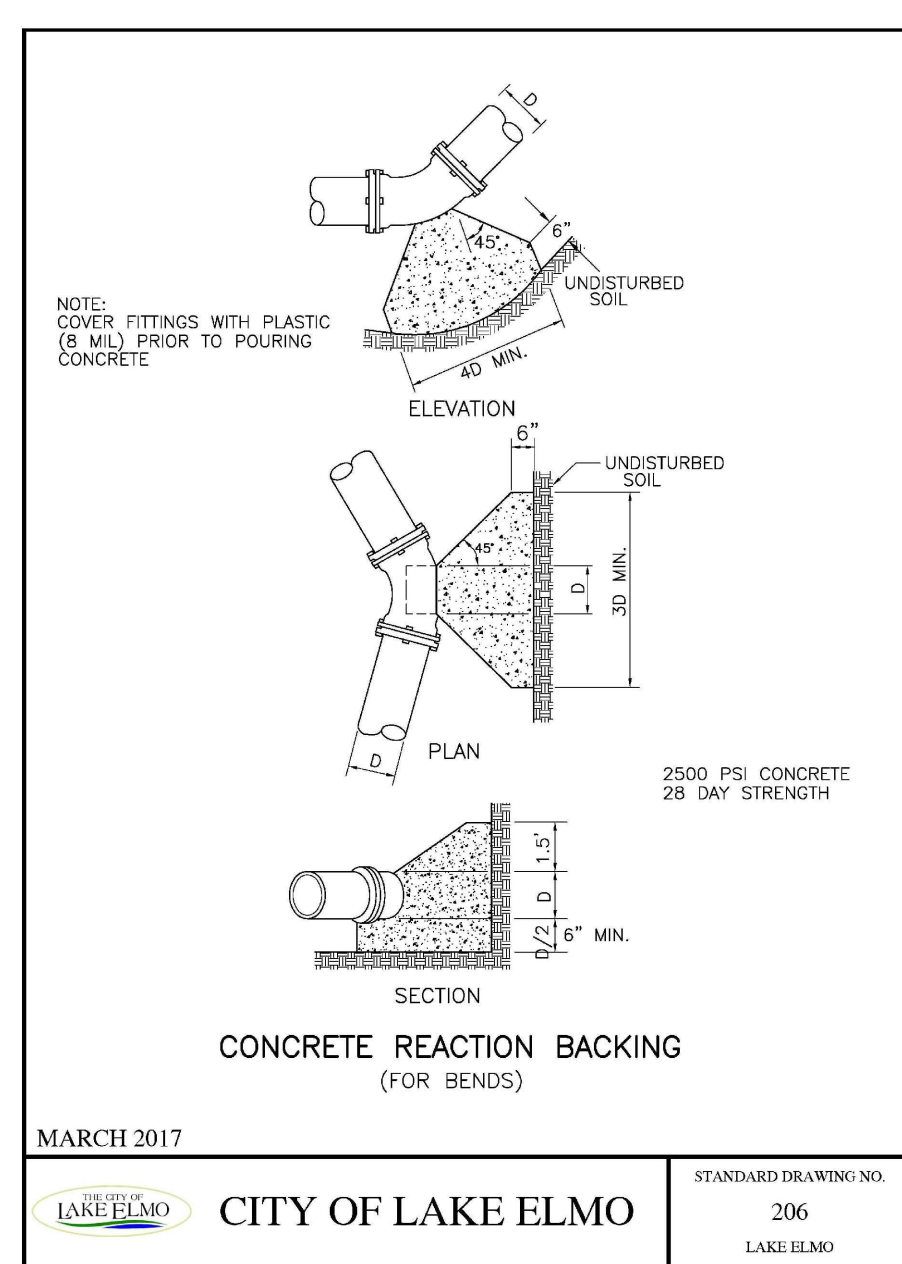 D
45°
6"
UNDISTURBED
SOIL
NOTE:
COVER FITTINGS WITH PLASTIC
(8 MIL) PRIOR TO POURING
CONCRETE
4D MIN.
ELEVATION
6"
UNDISTURBED
SOIL
45°
D
3D MIN.
D
PLAN
2500 PSI CONCRETE
28 DAY STRENGTH
1.5'
D
D/2
6" MIN.
SECTION
CONCRETE REACTION BACKING
(FOR BENDS)
MARCH 2017
THE CITY OF
LAKE ELMO
CITY OF LAKE ELMO
STANDARD DRAWING NO.
206
LAKE ELMO